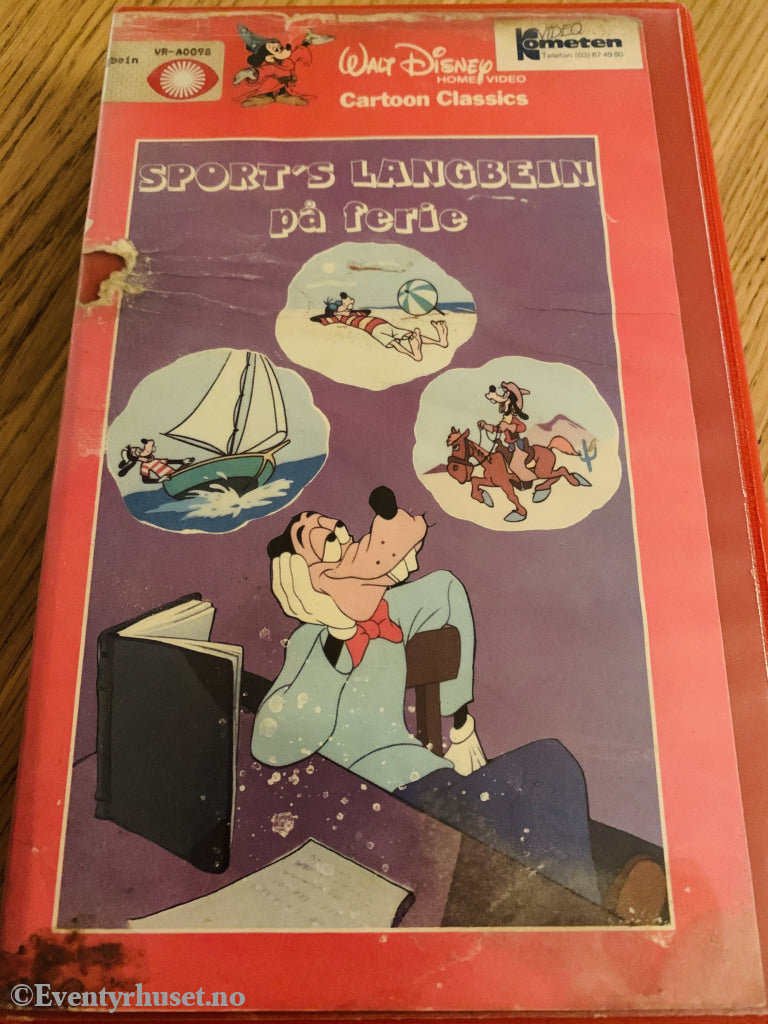 VR-A0098
bein
WALT DISNEY
HOME VIDEO
Cartoon Classics
VIDEO
Kometen
Telefon (03) 87 49 80
SPORT'S LANGBEIN
på ferie
©Eventyrhuset.no